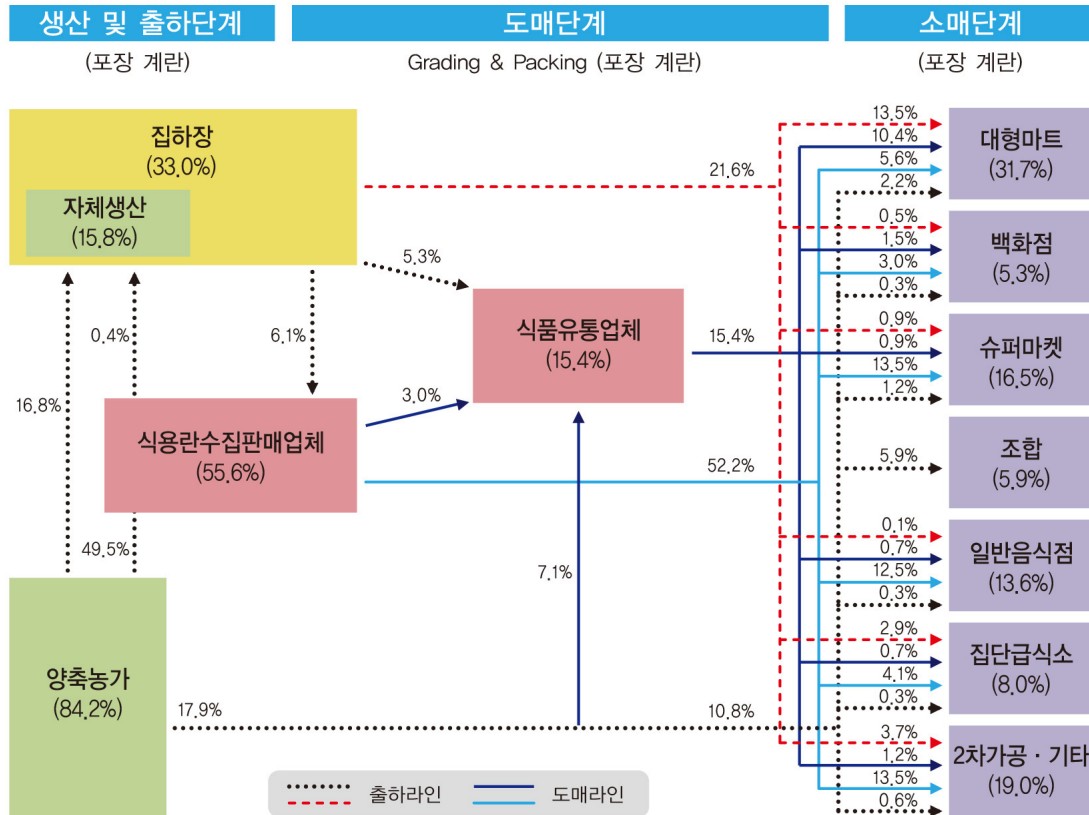 생산 및 출하단계
도매단계
소매단계
(포장 계란)
Grading & Packing (포장 계란)
(포장 계란)
집하장
(33.0%)
자체생산
(15.8%)
21.6%
5.3%
6.1%
0.4%
16.8%
식품유통업체
(15.4%)
15.4%
3.0%
식용란수집판매업체
(55.6%)
52.2%
49.5%
7.1%
양축농가
(84.2%)
17.9%
10.8%
13.5%
10.4%
5.6%
2.2%
대형마트
(31.7%)
0.5%
1.5%
3.0%
0.3%
백화점
(5.3%)
0.9%
0.9%
13.5%
1.2%
슈퍼마켓
(16.5%)
5.9%
조합
(5.9%)
0.1%
0.7%
12.5%
0.3%
일반음식점
(13.6%)
2.9%
0.7%
4.1%
0.3%
집단급식소
(8.0%)
3.7%
1.2%
13.5%
0.6%
2차가공 · 기타
(19.0%)
출하라인
도매라인